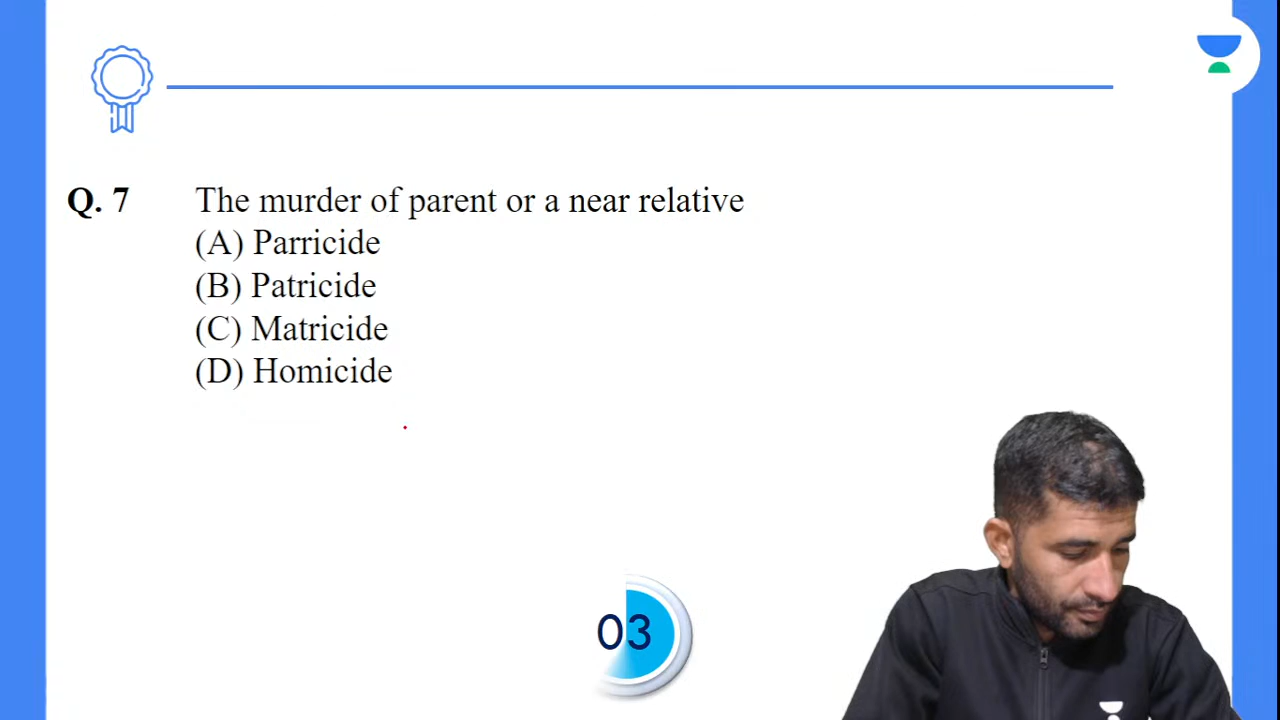 Q. 7 The murder of parent or a near relative
(A) Parricide
(B) Patricide
(C) Matricide
(D) Homicide
03